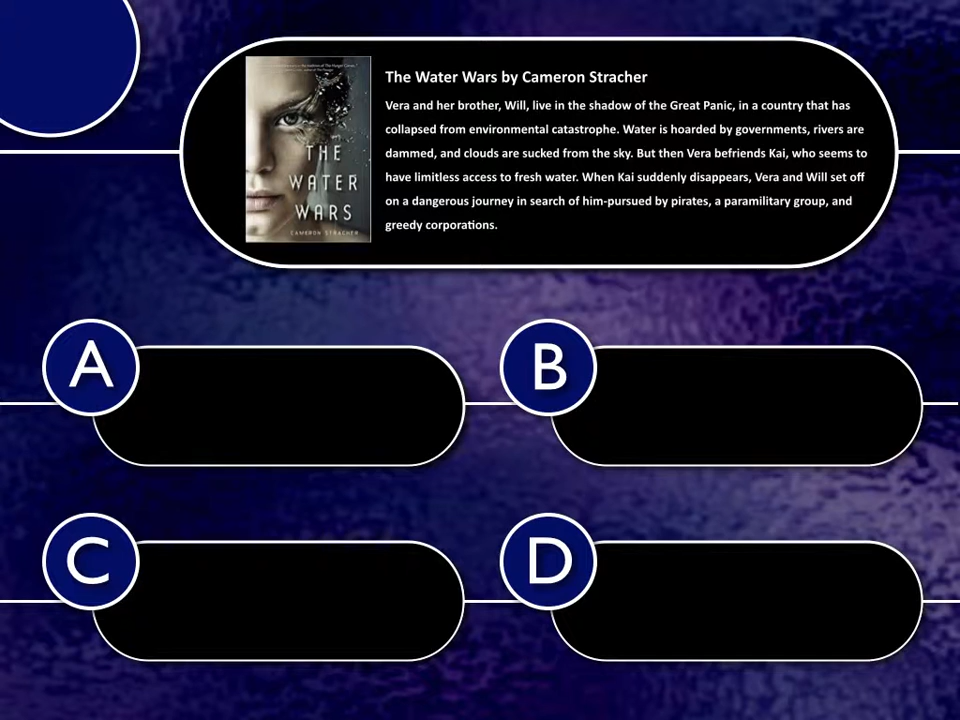 The Water Wars by Cameron Stracher
Vera and her brother, Will, live in the shadow of the Great Panic, in a country that has
collapsed from environmental catastrophe. Water is hoarded by governments, rivers are
dammed, and clouds are sucked from the sky. But then Vera befriends Kai, who seems to
have limitless access to fresh water. When Kai suddenly disappears, Vera and Will set off
on a dangerous journey in search of him-pursued by pirates, a paramilitary group, and
greedy corporations.
THE
WATER
WARS
CAMERON STRACHER
A
B
C
D